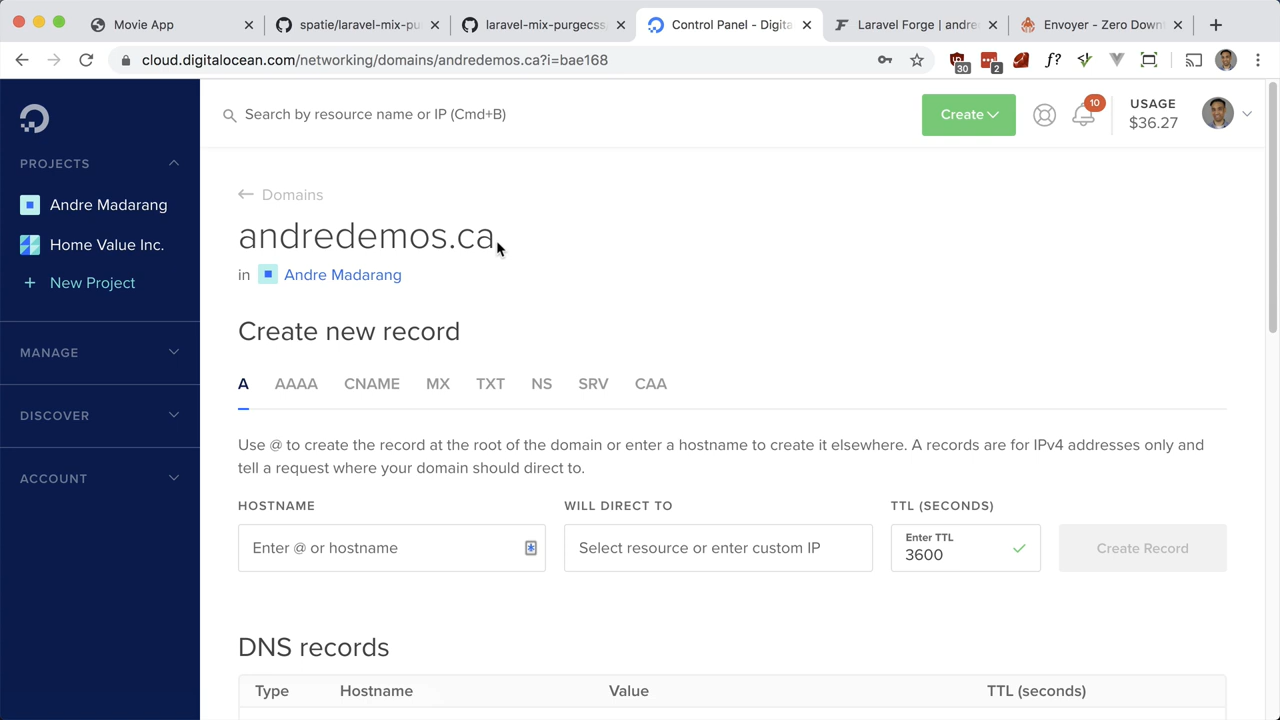 Movie App
spatie/laravel-mix-pu
laravel-mix-purgecss
Control Panel - Digita
Laravel Forge | andre
Envoyer - Zero Down
cloud.digitalocean.com/networking/domains/andredemos.ca?i=bae168
30
2
f?
Search by resource name or IP (Cmd+B)
Create
10
USAGE
$36.27
PROJECTS
Andre Madarang
Home Value Inc.
+ New Project
MANAGE
DISCOVER
ACCOUNT
← Domains
andredemos.ca
in Andre Madarang
Create new record
A AAAA CNAME MX TXT NS SRV CAA
Use @ to create the record at the root of the domain or enter a hostname to create it elsewhere. A records are for IPv4 addresses only and
tell a request where your domain should direct to.
HOSTNAME WILL DIRECT TO TTL (SECONDS)
Enter @ or hostname
Select resource or enter custom IP
Enter TTL
3600
Create Record
DNS records
Type Hostname Value TTL (seconds)